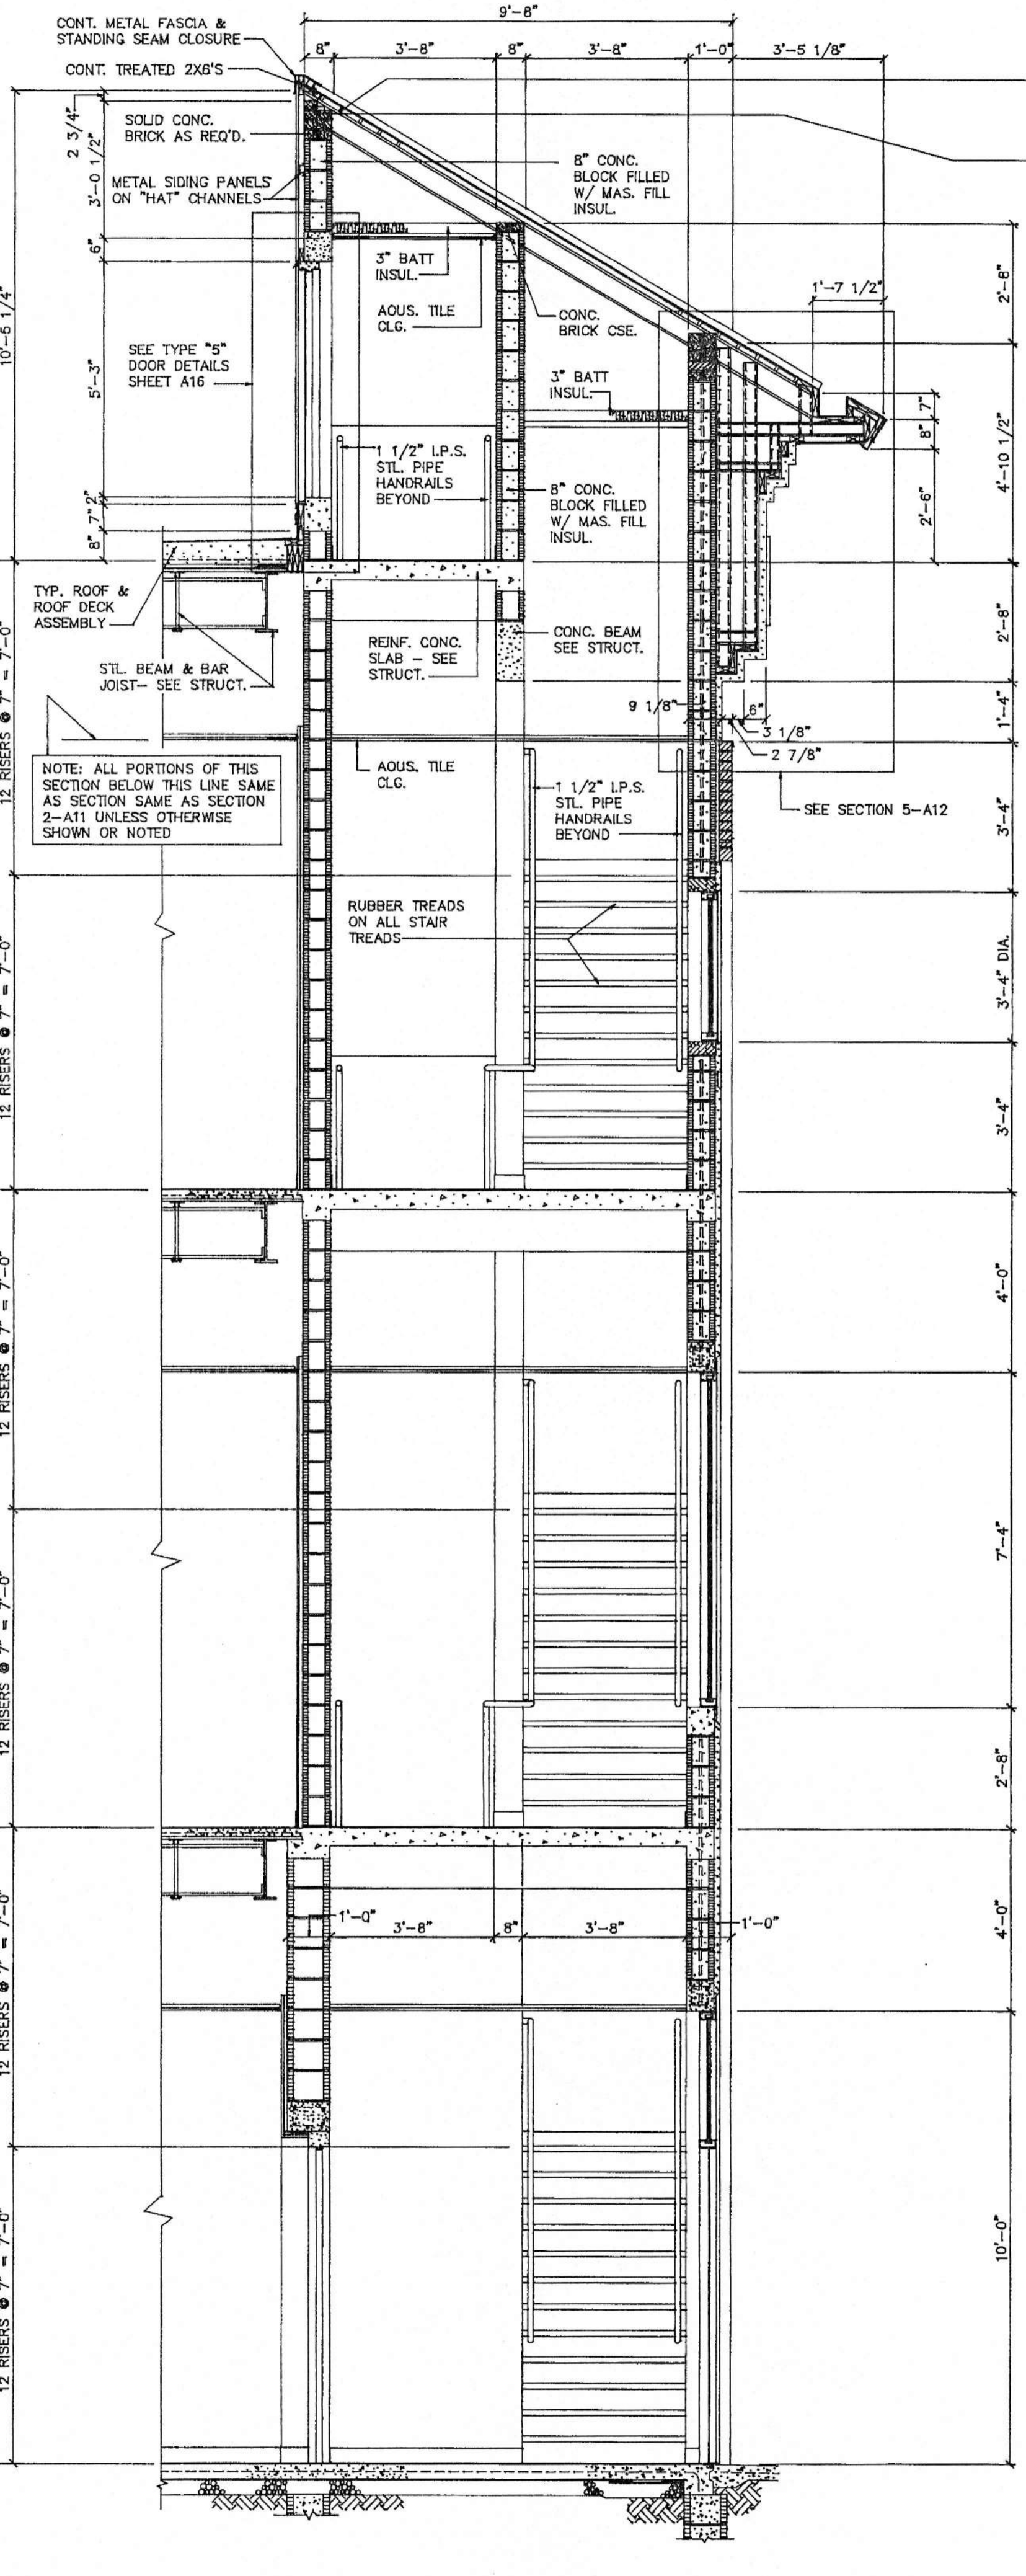 9'-8"
CONT. METAL FASCIA &
STANDING SEAM CLOSURE
8"
3'-8"
8"
3'-8"
1'-0"
3'-5 1/8"
CONT. TREATED 2X6'S
2 3/4"
SOLID CONC.
BRICK AS REQ'D.
3'-0 1/2"
METAL SIDING PANELS
ON "HAT" CHANNELS
8" CONC.
BLOCK FILLED
W/ MAS. FILL
INSUL.
6"
3" BATT
INSUL.
2'-8"
1'-7 1/2"
10'-6 1/4"
AOUS. TILE
CLG.
CONC.
BRICK CSE.
SEE TYPE "5"
DOOR DETAILS
SHEET A16
5'-3"
3" BATT
INSUL.
7"
8"
4'-10 1/2"
1 1/2" I.P.S.
STL. PIPE
HANDRAILS
BEYOND
8" CONC.
BLOCK FILLED
W/ MAS. FILL
INSUL.
2'-6"
2"
7"
8"
TYP. ROOF &
ROOF DECK
ASSEMBLY
REINF. CONC.
SLAB – SEE
STRUCT.
CONC. BEAM
SEE STRUCT.
2'-8"
STL. BEAM & BAR
JOIST– SEE STRUCT.
12 RISERS @ 7" = 7'-0"
9 1/8"
6"
3 1/8"
2 7/8"
1'-4"
NOTE: ALL PORTIONS OF THIS
SECTION BELOW THIS LINE SAME
AS SECTION SAME AS SECTION
2–A11 UNLESS OTHERWISE
SHOWN OR NOTED
AOUS. TILE
CLG.
1 1/2" I.P.S.
STL. PIPE
HANDRAILS
BEYOND
SEE SECTION 5–A12
3'-4"
RUBBER TREADS
ON ALL STAIR
TREADS
3'-4" DIA.
12 RISERS @ 7" = 7'-0"
3'-4"
4'-0"
12 RISERS @ 7" = 7'-0"
7'-4"
12 RISERS @ 7" = 7'-0"
2'-8"
1'-0"
3'-8"
8"
3'-8"
1'-0"
4'-0"
12 RISERS @ 7" = 7'-0"
10'-0"
12 RISERS @ 7" = 7'-0"